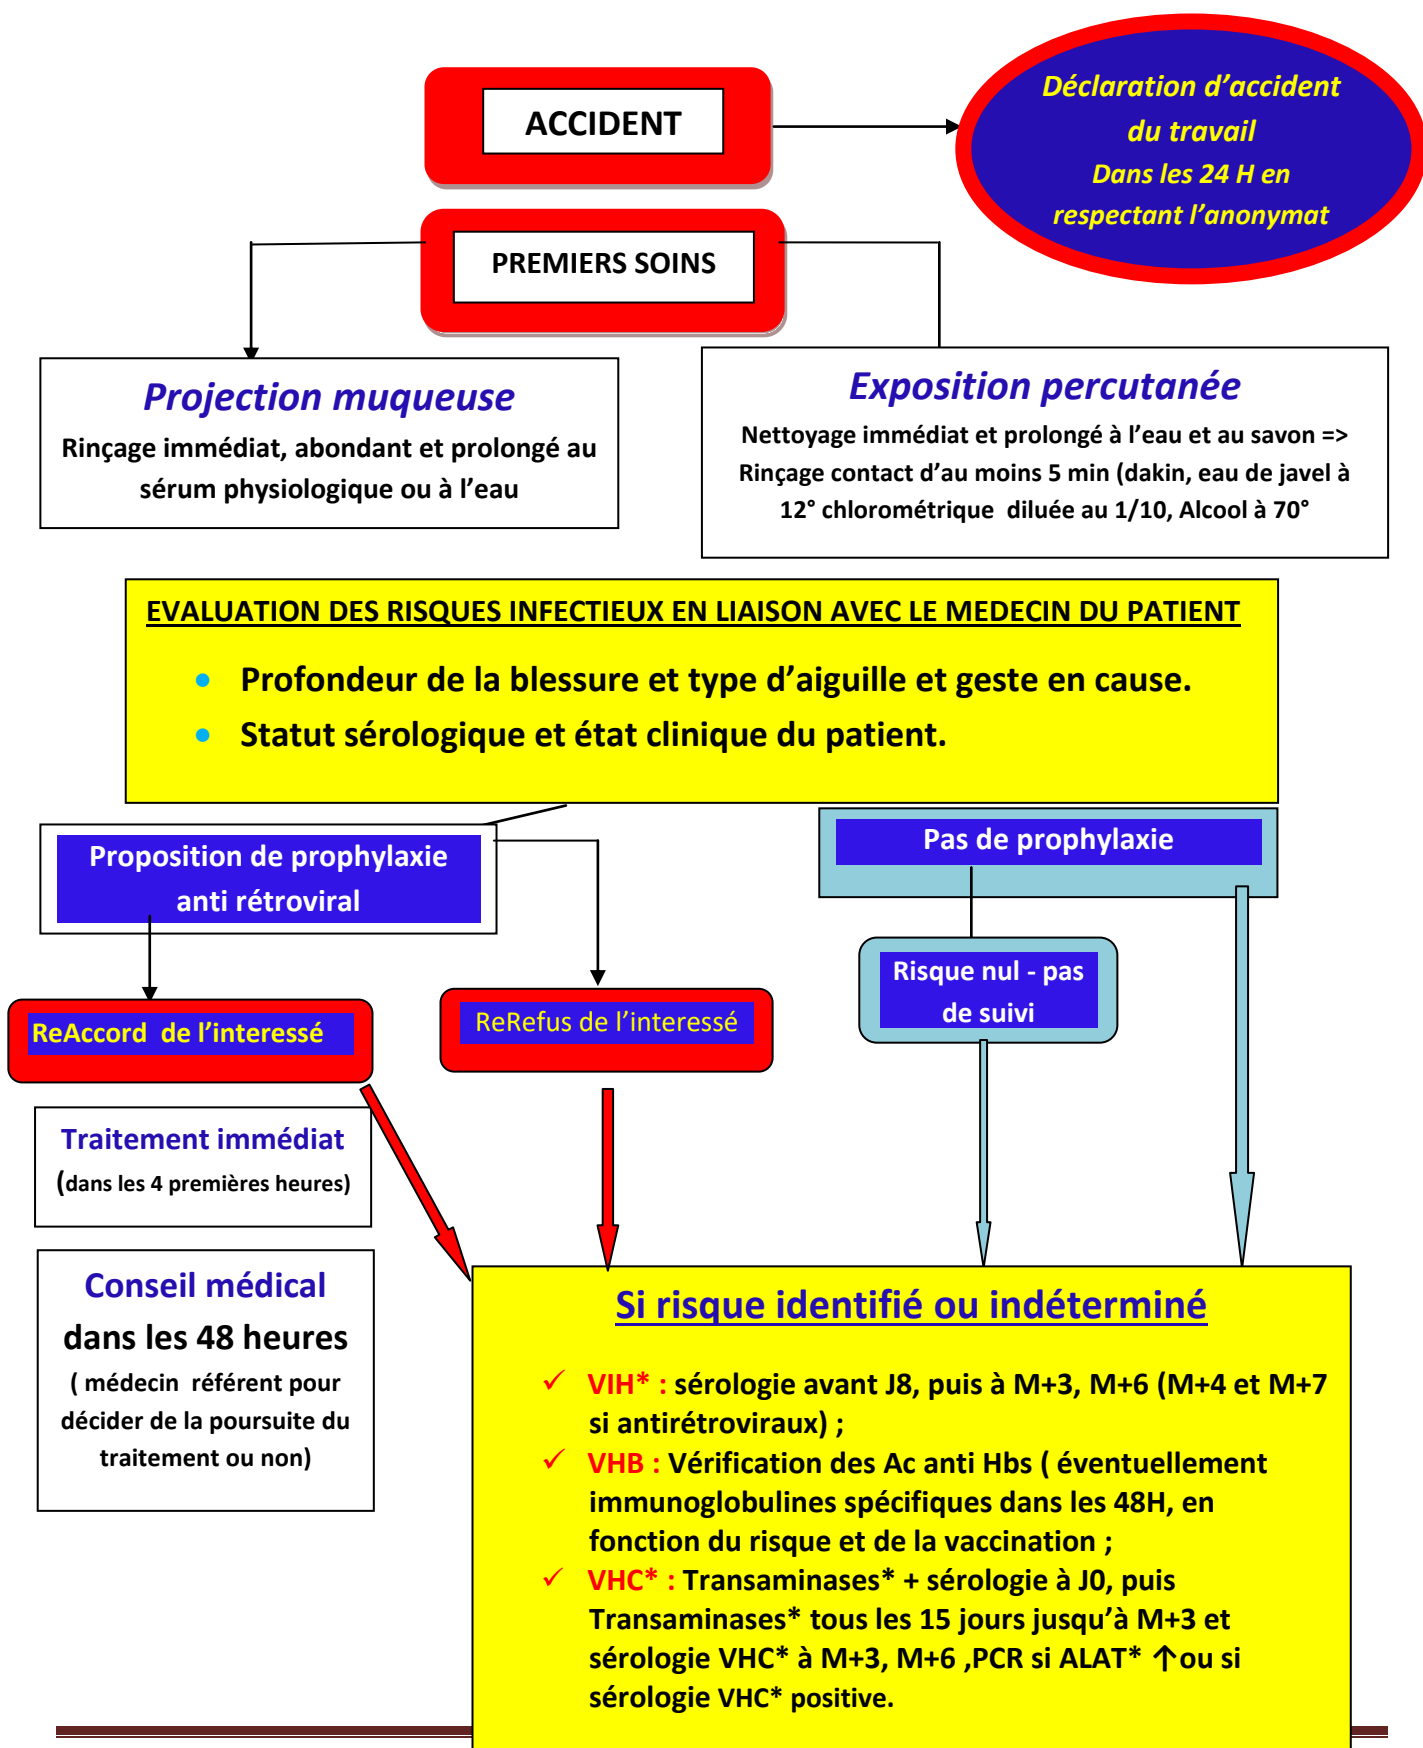 ACCIDENT
Déclaration d’accident
du travail
Dans les 24 H en
respectant l’anonymat
PREMIERS SOINS
Projection muqueuse
Rinçage immédiat, abondant et prolongé au
sérum physiologique ou à l’eau
Exposition percutanée
Nettoyage immédiat et prolongé à l’eau et au savon =>
Rinçage contact d’au moins 5 min (dakin, eau de javel à
12° chlorométrique diluée au 1/10, Alcool à 70°
EVALUATION DES RISQUES INFECTIEUX EN LIAISON AVEC LE MEDECIN DU PATIENT
• Profondeur de la blessure et type d’aiguille et geste en cause.
• Statut sérologique et état clinique du patient.
Proposition de prophylaxie
anti rétroviral
Pas de prophylaxie
Risque nul - pas
de suivi
ReAccord de l’interessé
ReRefus de l’interessé
Traitement immédiat
(dans les 4 premières heures)
Conseil médical
dans les 48 heures
( médecin référent pour
décider de la poursuite du
traitement ou non)
Si risque identifié ou indéterminé
✓ VIH* : sérologie avant J8, puis à M+3, M+6 (M+4 et M+7
si antirétroviraux) ;
✓ VHB : Vérification des Ac anti Hbs ( éventuellement
immunoglobulines spécifiques dans les 48H, en
fonction du risque et de la vaccination ;
✓ VHC* : Transaminases* + sérologie à J0, puis
Transaminases* tous les 15 jours jusqu’à M+3 et
sérologie VHC* à M+3, M+6 ,PCR si ALAT* ↑ou si
sérologie VHC* positive.